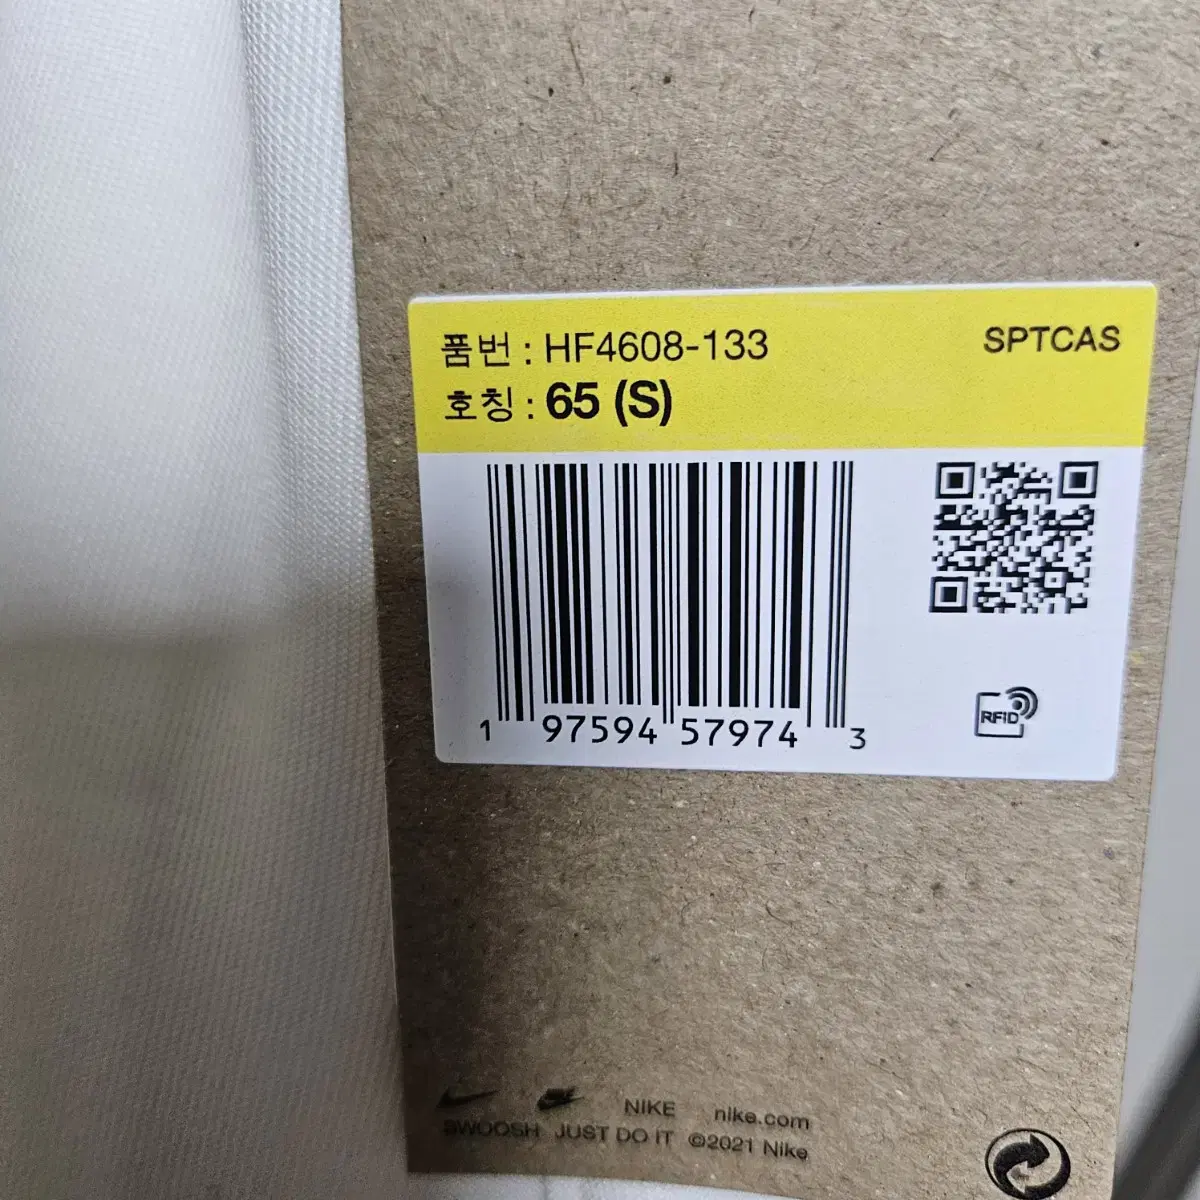 품번 : HF4608-133
SPTCAS
호칭 : 65 (S)
1 97594 57974 3
RFID
NIKE nike.com
SWOOSH JUST DO IT ©2021 Nike